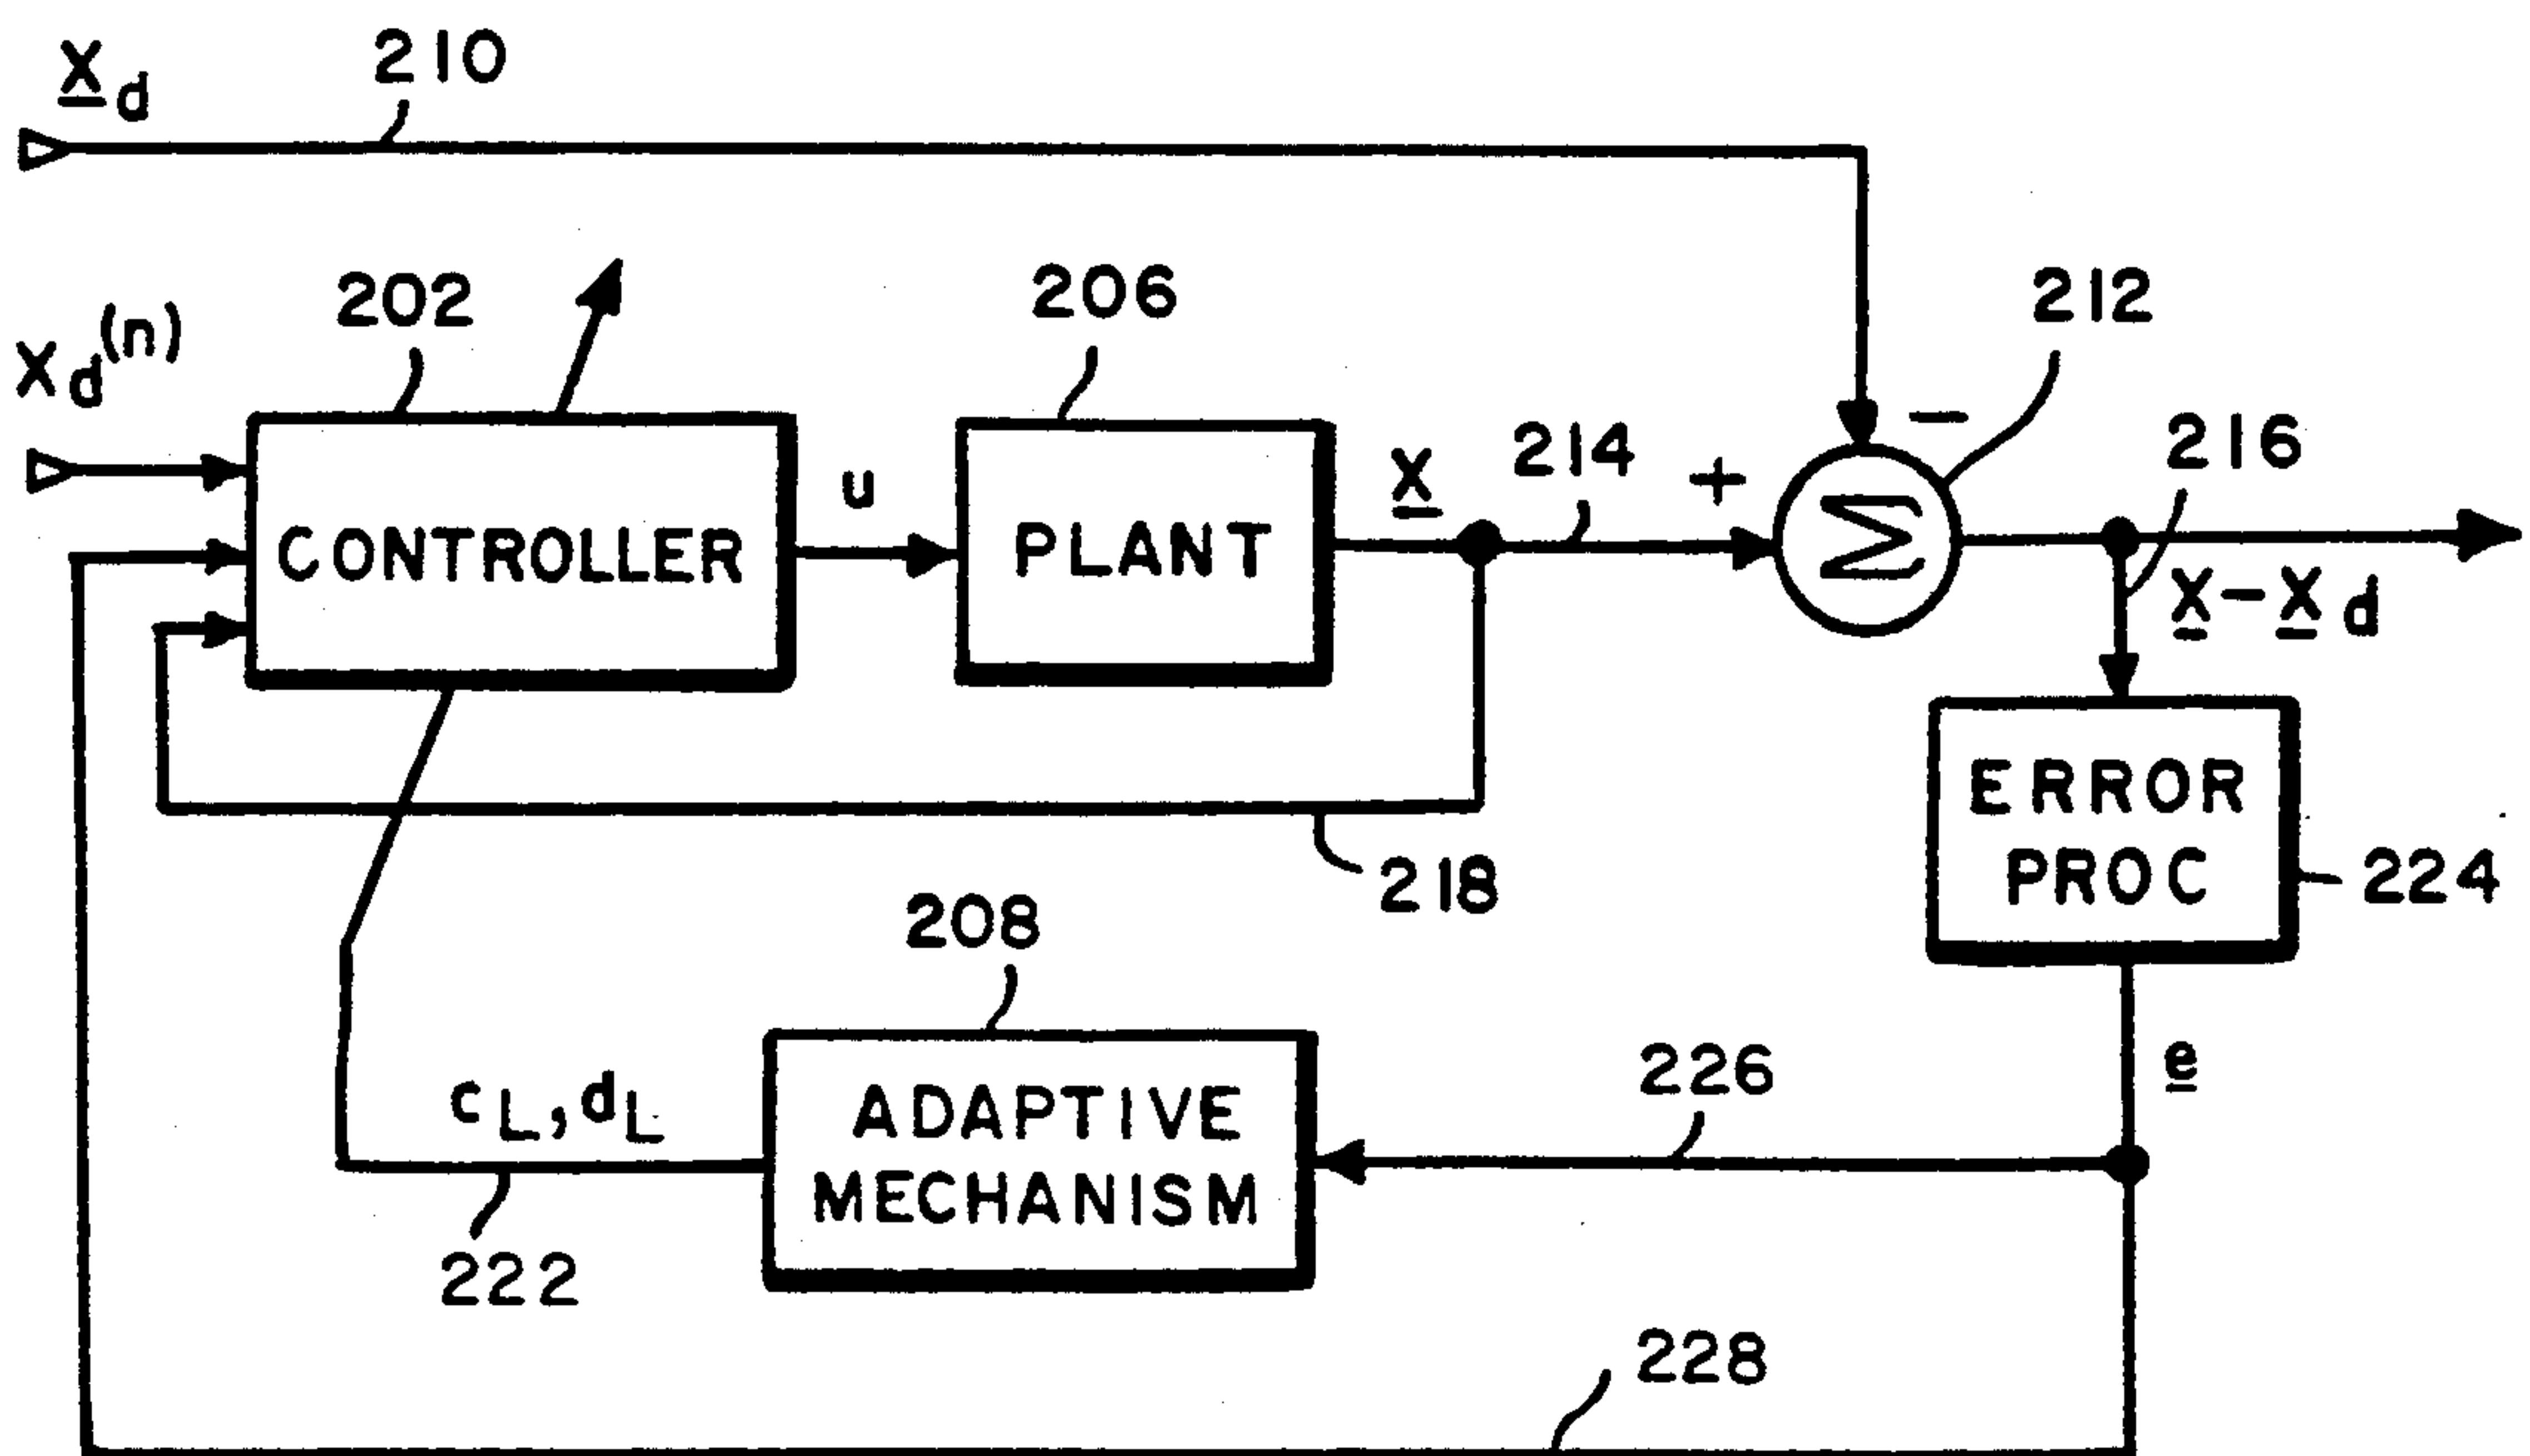 X_d
210
X_d^(n)
202
206
212
CONTROLLER
u
PLANT
X
214
+
−
Σ
216
X−X_d
ERROR
PROC
224
218
208
ADAPTIVE
MECHANISM
c_L, d_L
222
226
e
228